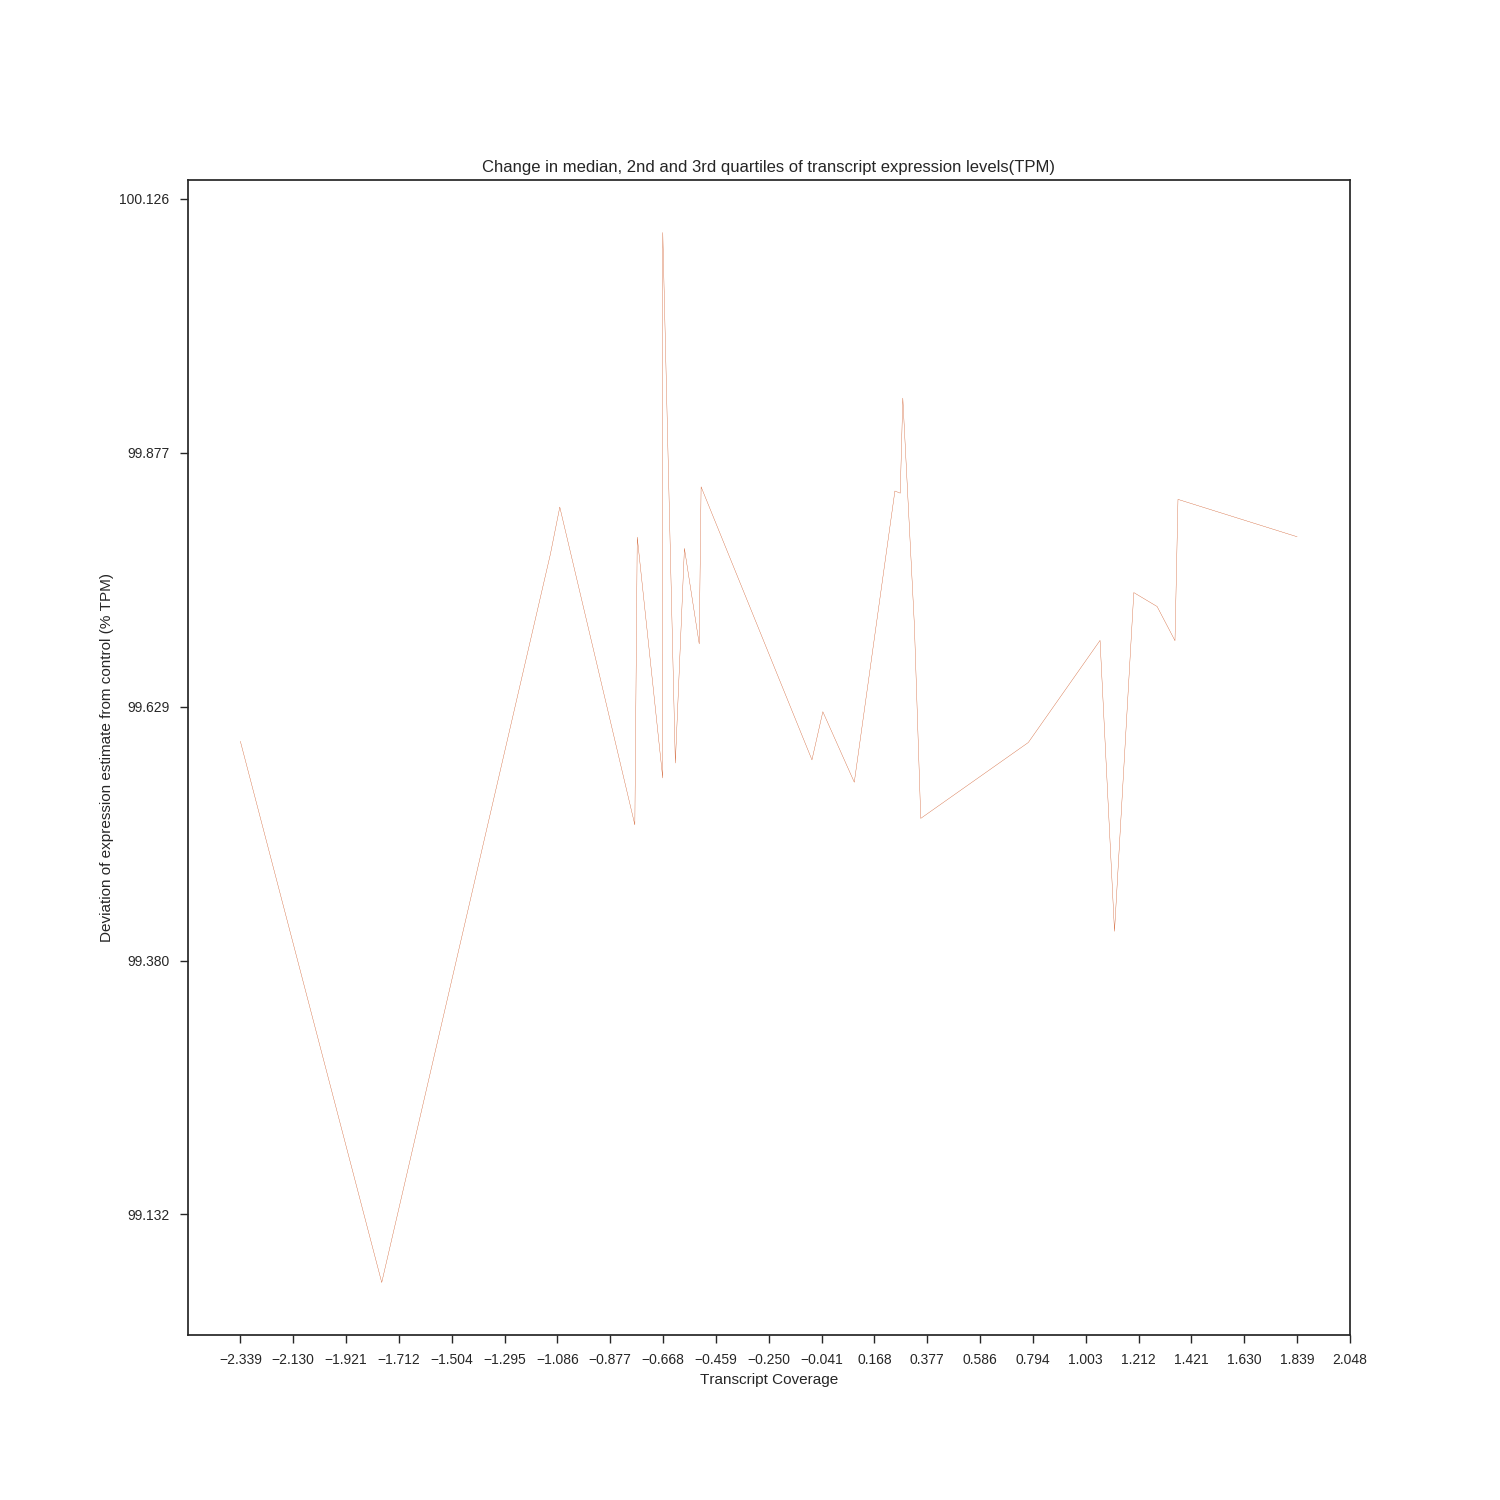 Change in median, 2nd and 3rd quartiles of transcript expression levels(TPM)
100.126
99.877
99.629
99.380
99.132
Deviation of expression estimate from control (% TPM)
−2.339 −2.130 −1.921 −1.712 −1.504 −1.295 −1.086 −0.877 −0.668 −0.459 −0.250 −0.041 0.168 0.377 0.586 0.794 1.003 1.212 1.421 1.630 1.839 2.048
Transcript Coverage